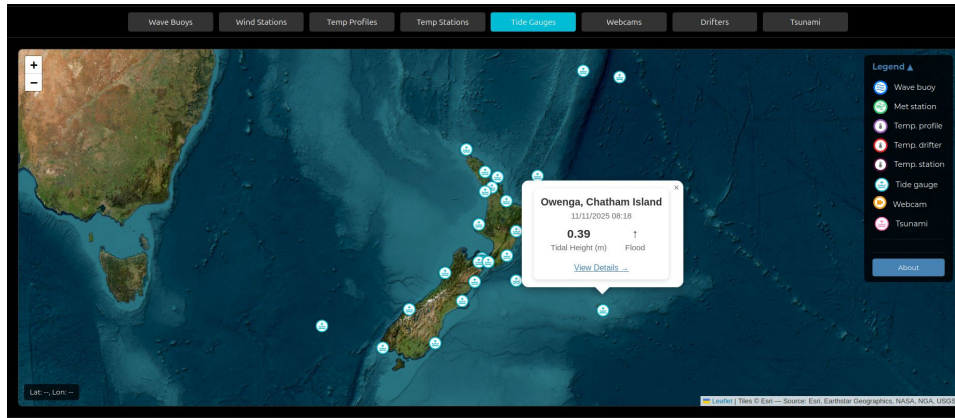 Wave Buoys
Wind Stations
Temp Profiles
Temp Stations
Tide Gauges
Webcams
Drifters
Tsunami
+
−
Legend ▲
Wave buoy
Met station
Temp. profile
Temp. drifter
Temp. station
Tide gauge
Webcam
Tsunami
About
×
Owenga, Chatham Island
11/11/2025 08:18
0.39 ↑
Tidal Height (m) Flood
View Details →
Lat: --, Lon: --
Leaflet | Tiles © Esri — Source: Esri, Earthstar Geographics, NASA, NGA, USGS